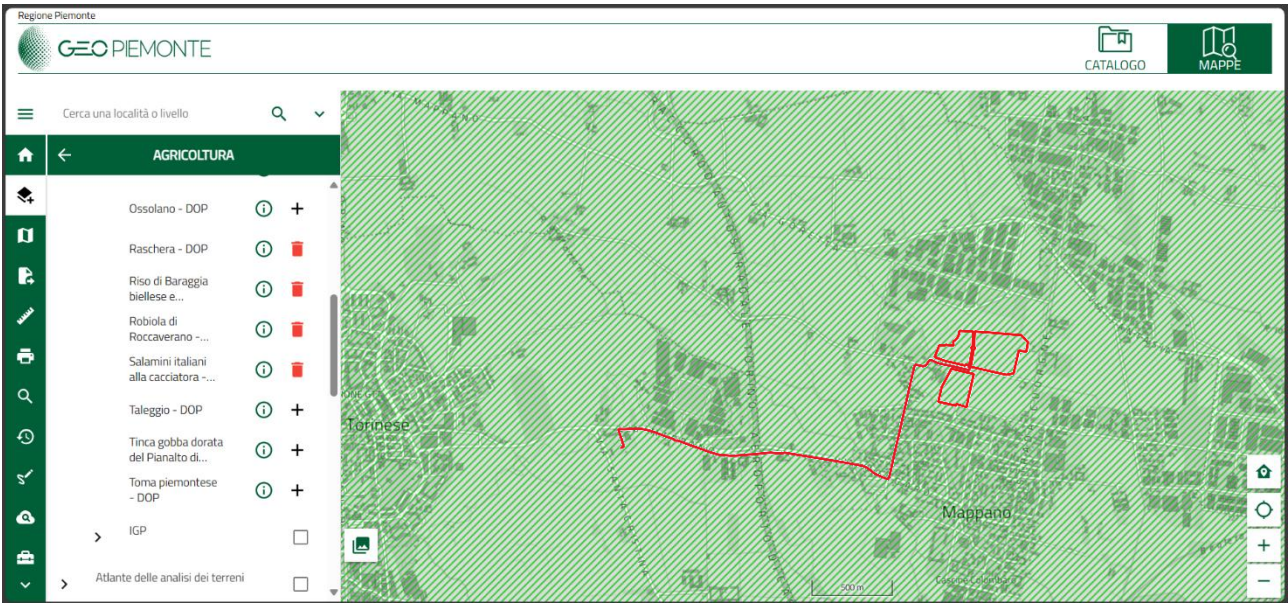 Regione Piemonte
GEO PIEMONTE
CATALOGO
MAPPE
Cerca una località o livello
AGRICOLTURA
Ossolano - DOP
Raschera - DOP
Riso di Baraggia
biellese e...
Robiola di
Roccaverano -...
Salamini italiani
alla cacciatora -...
Taleggio - DOP
Tinca gobba dorata
del Pianalto di...
Toma piemontese
- DOP
IGP
Atlante delle analisi dei terreni
Torinese
Mappano
Cascine Colombaro
500 m